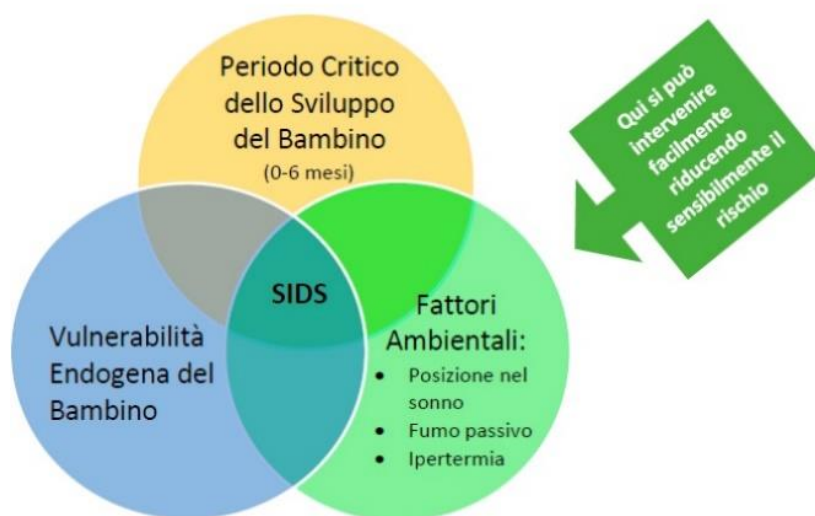 Periodo Critico
dello Sviluppo
del Bambino
(0-6 mesi)
Qui si può
intervenire
facilmente
riducendo
sensibilmente il
rischio
SIDS
Vulnerabilità
Endogena del
Bambino
Fattori
Ambientali:
• Posizione nel
sonno
• Fumo passivo
• Ipertermia